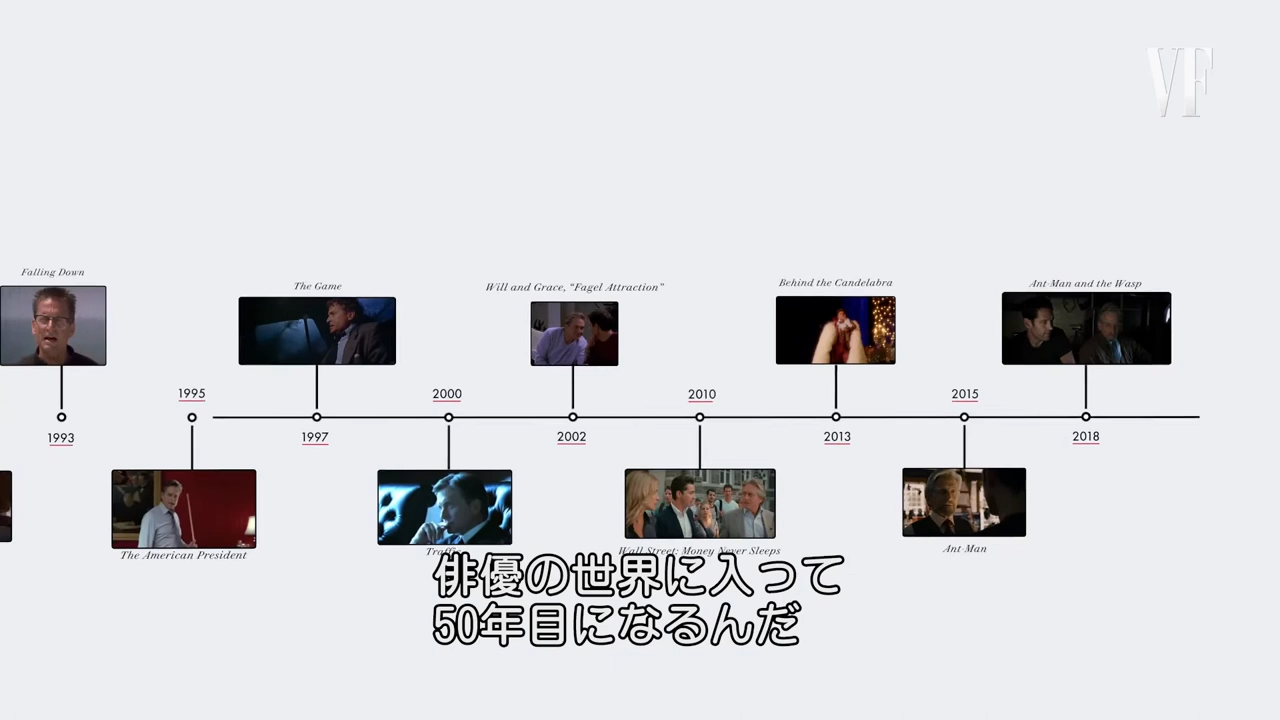 VF
Falling Down
The Game
Will and Grace, "Fagel Attraction"
Behind the Candelabra
Ant-Man and the Wasp
1995
2000
2010
2015
1993
1997
2002
2013
2018
The American President
Traffic
Wall Street: Money Never Sleeps
Ant-Man
俳優の世界に入って
50年目になるんだ